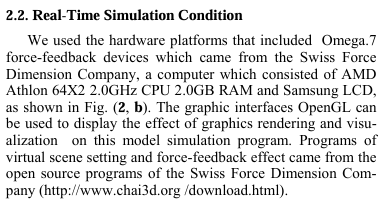 2.2. Real-Time Simulation Condition
We used the hardware platforms that included Omega.7
force-feedback devices which came from the Swiss Force
Dimension Company, a computer which consisted of AMD
Athlon 64X2 2.0GHz CPU 2.0GB RAM and Samsung LCD,
as shown in Fig. (2, b). The graphic interfaces OpenGL can
be used to display the effect of graphics rendering and visu-
alization on this model simulation program. Programs of
virtual scene setting and force-feedback effect came from the
open source programs of the Swiss Force Dimension Com-
pany (http://www.chai3d.org /download.html).